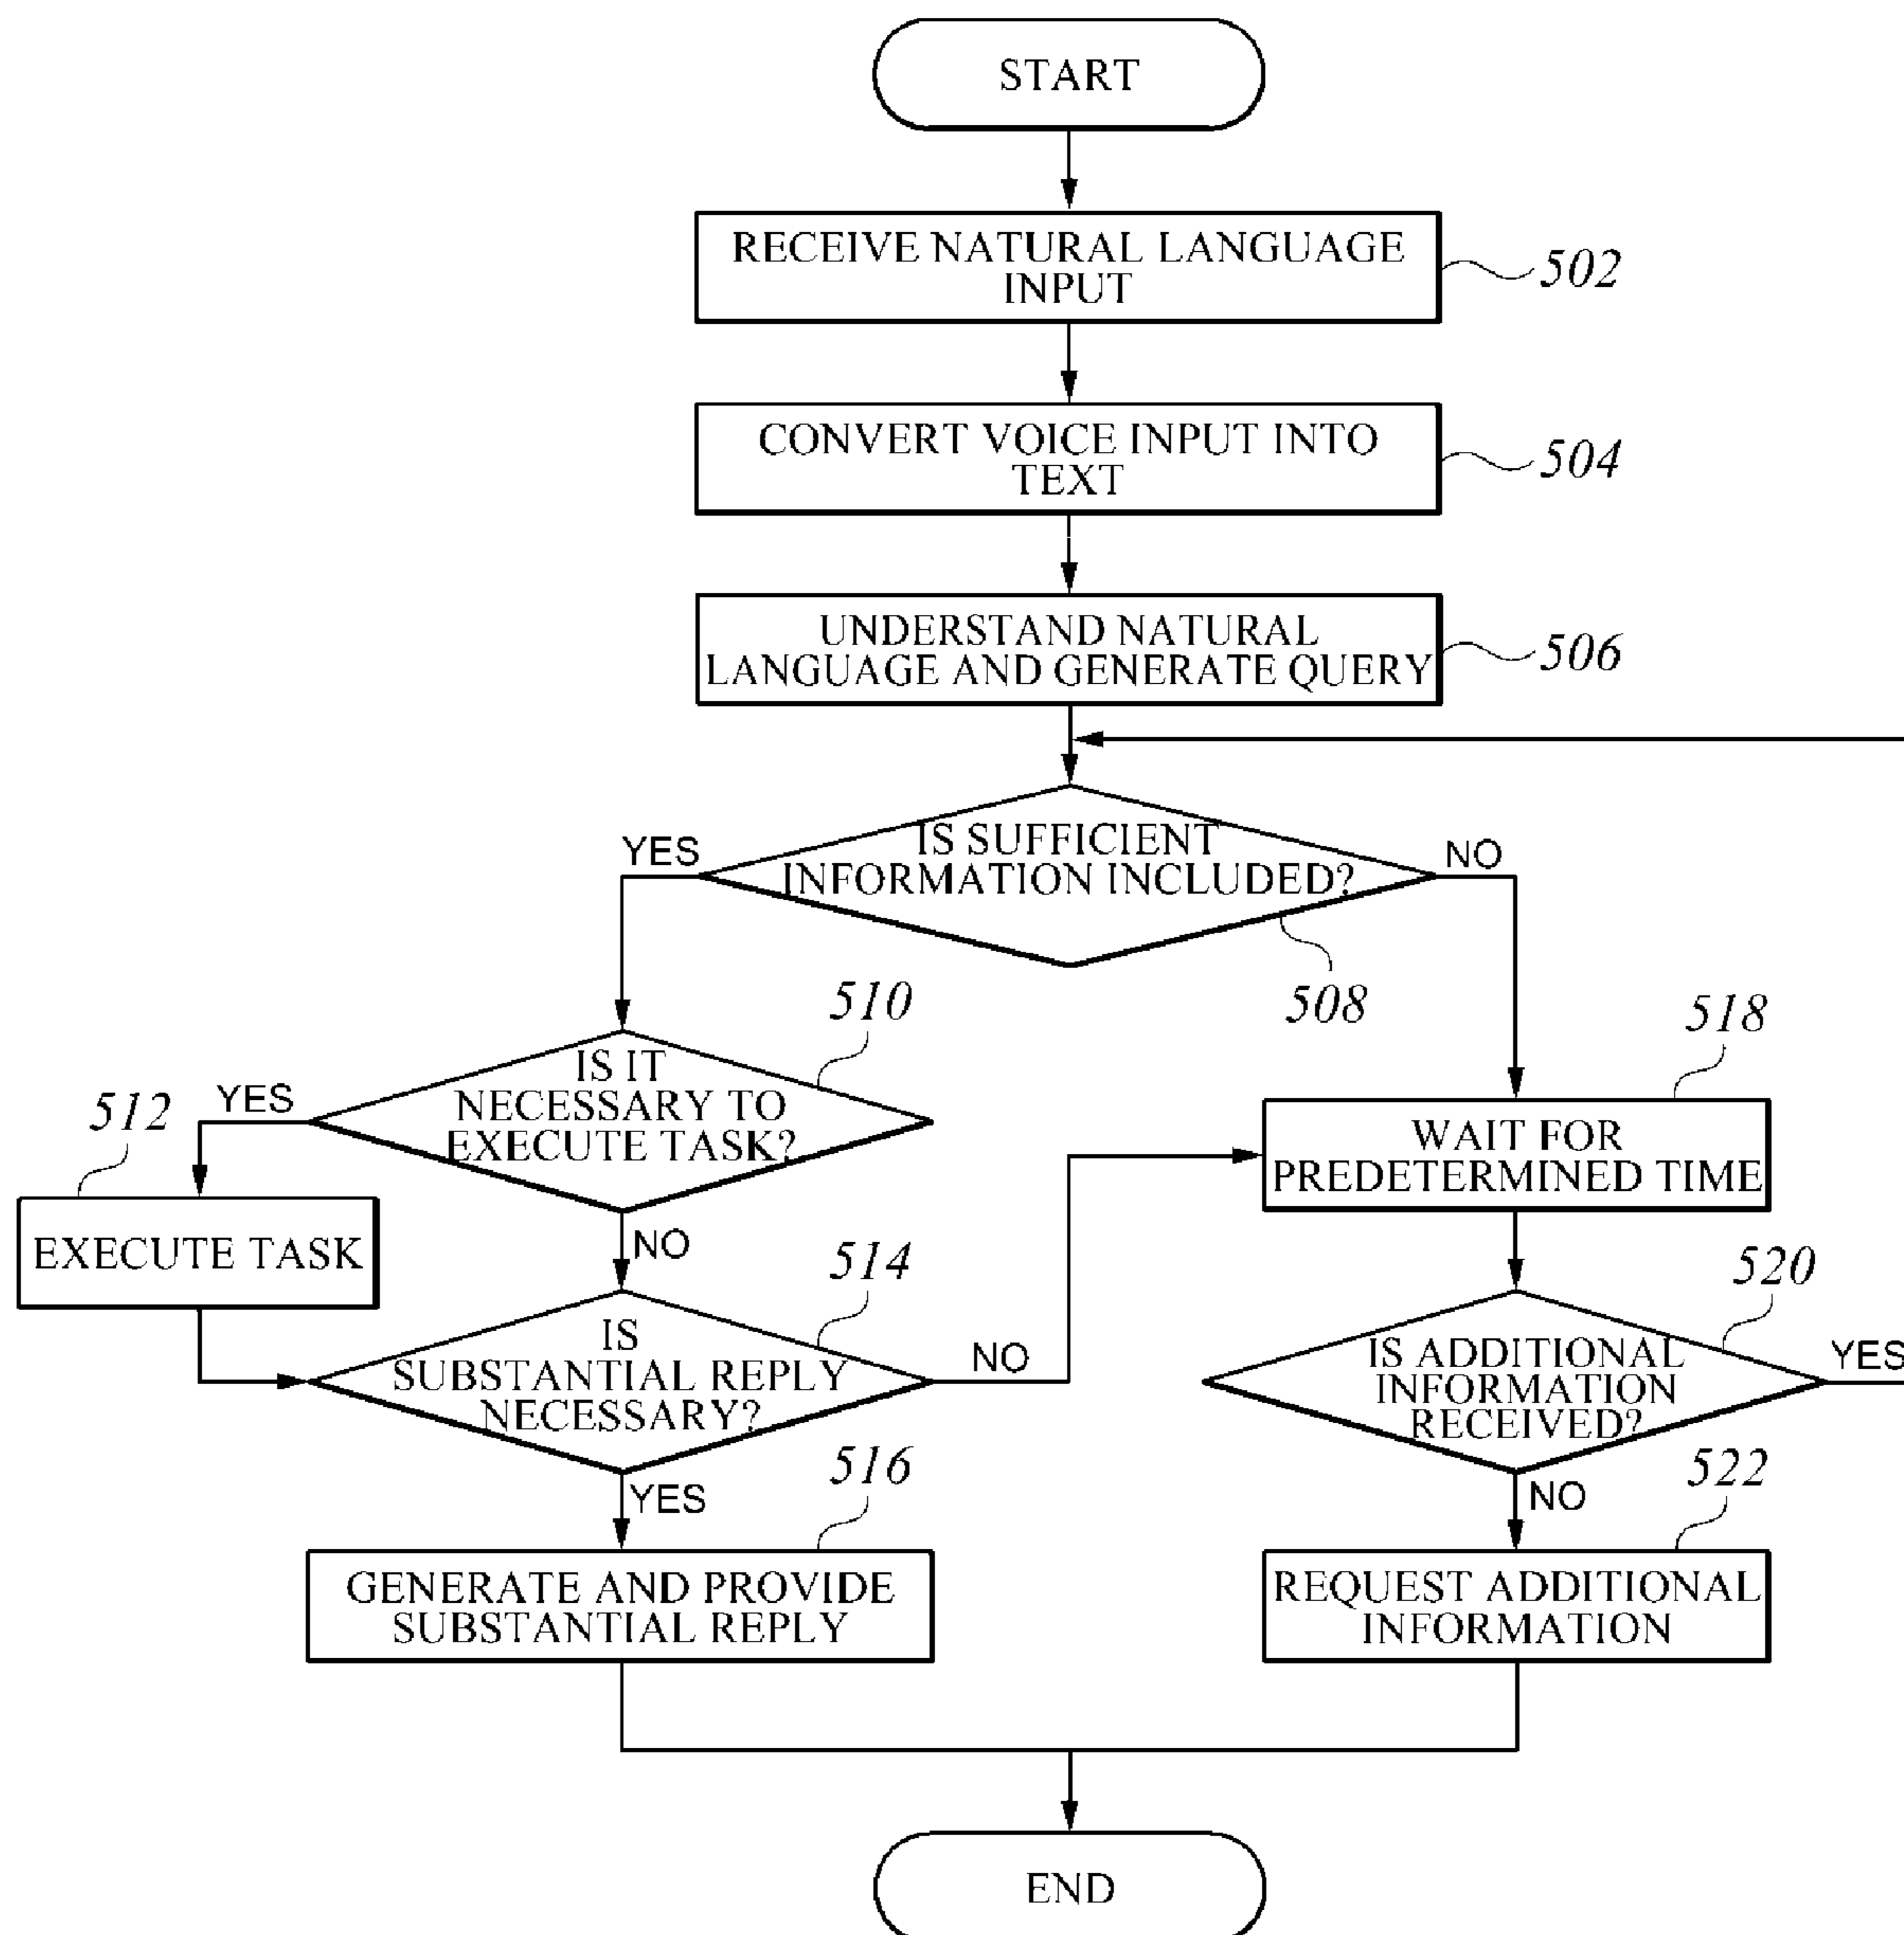 START
RECEIVE NATURAL LANGUAGE
INPUT
502
CONVERT VOICE INPUT INTO
TEXT
504
UNDERSTAND NATURAL
LANGUAGE AND GENERATE QUERY
506
IS SUFFICIENT
INFORMATION INCLUDED?
YES
NO
508
510
518
IS IT
NECESSARY TO
EXECUTE TASK?
YES
512
WAIT FOR
PREDETERMINED TIME
EXECUTE TASK
NO
514
520
IS
SUBSTANTIAL REPLY
NECESSARY?
NO
IS ADDITIONAL
INFORMATION
RECEIVED?
YES
YES
516
NO
522
GENERATE AND PROVIDE
SUBSTANTIAL REPLY
REQUEST ADDITIONAL
INFORMATION
END